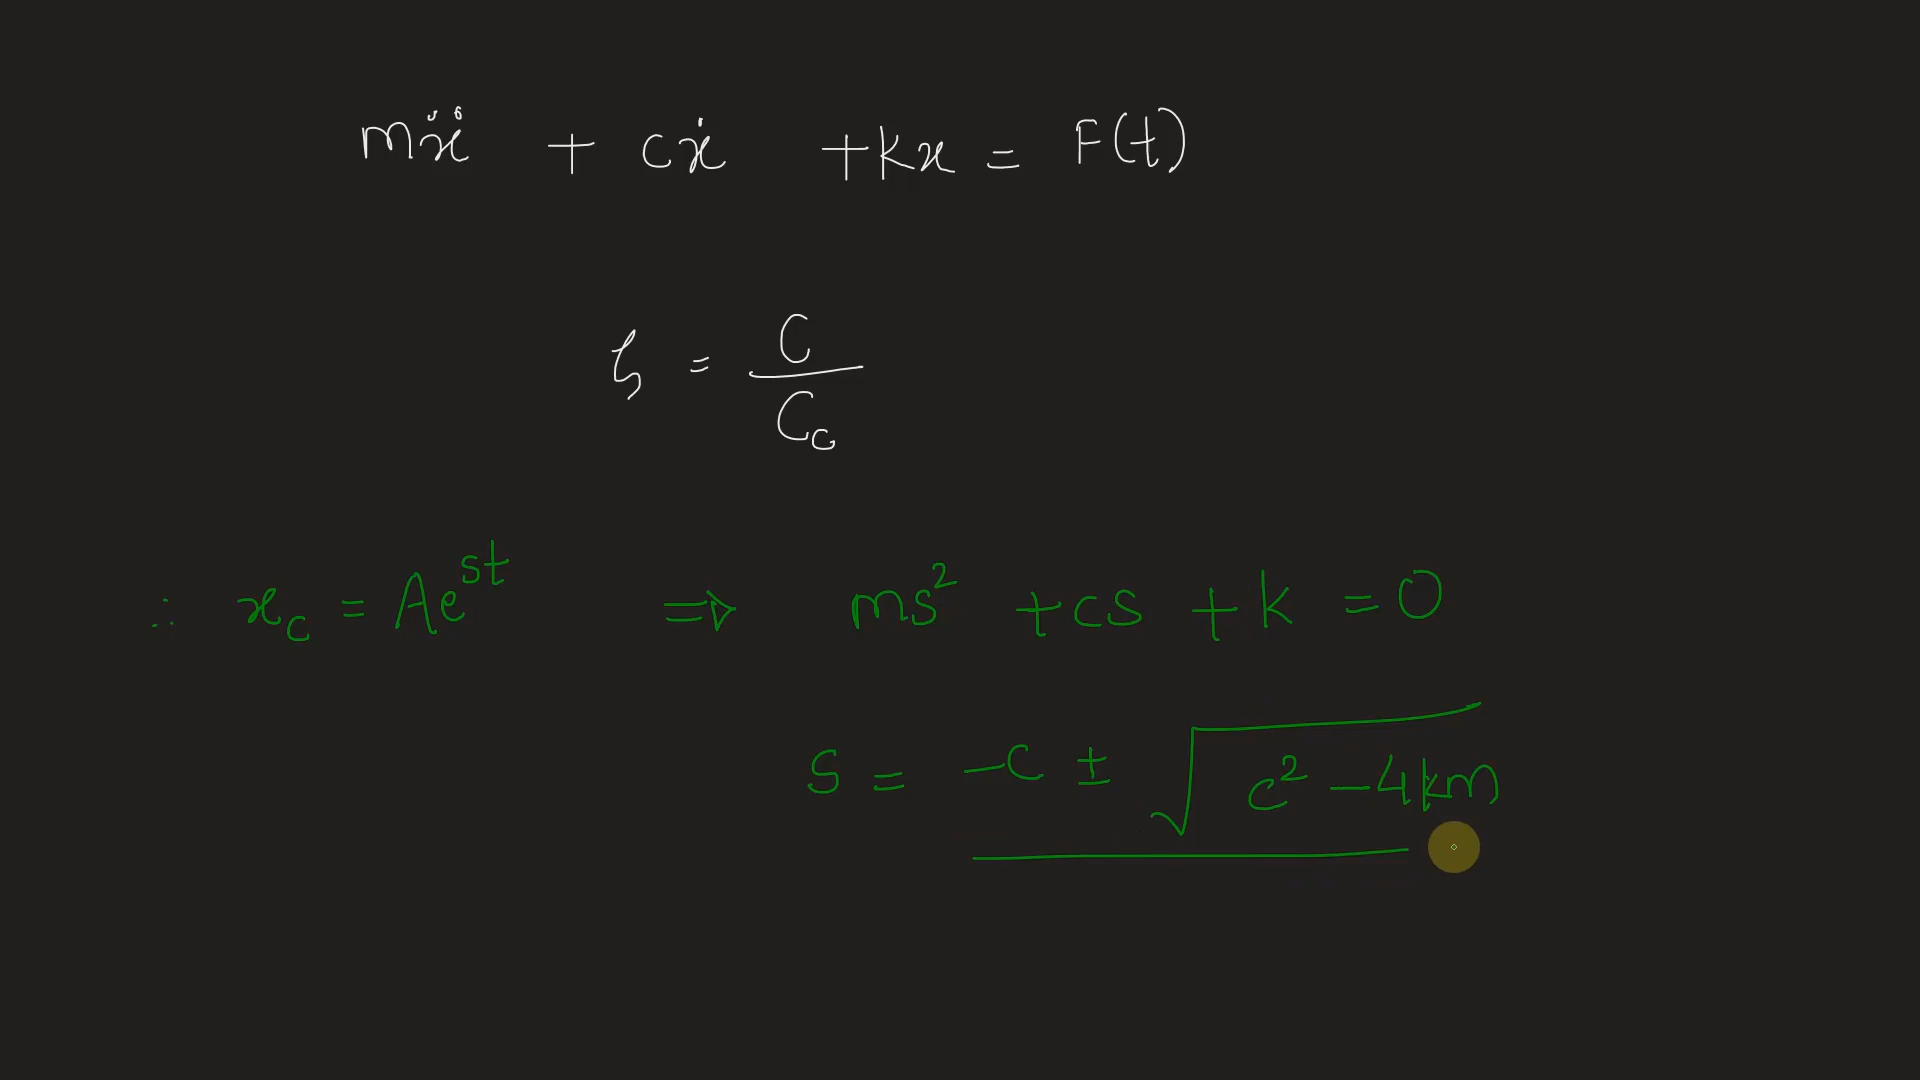 mẍ + cẋ + kx = F(t)
ζ = C / C_c
∴ x_c = Ae^{st} ⇒ ms² + cs + k = 0
s = -c ± √(c² - 4km)